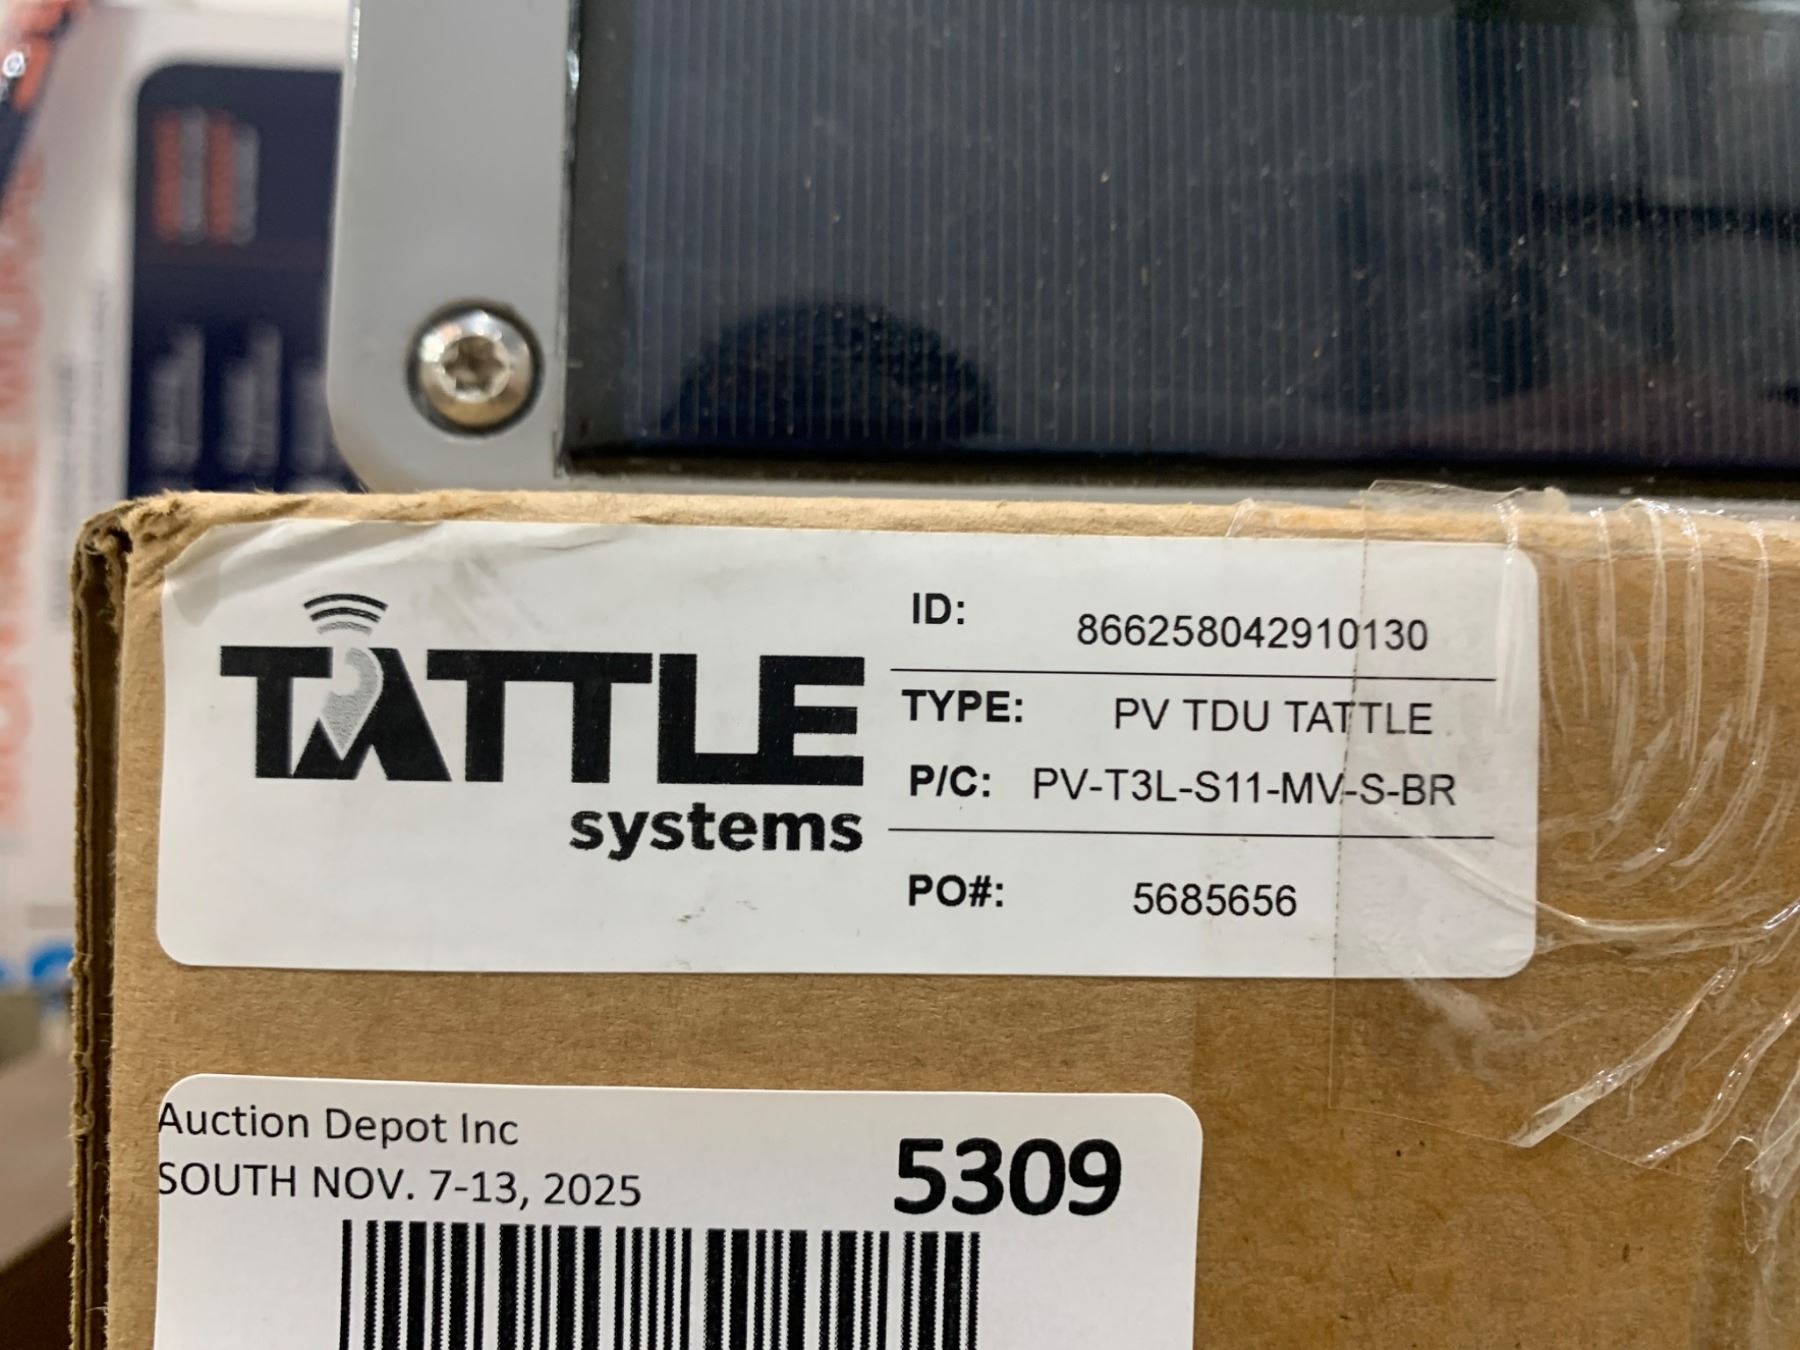 TATTLE
systems
ID: 866258042910130
TYPE: PV TDU TATTLE
P/C: PV-T3L-S11-MV-S-BR
PO#: 5685656
Auction Depot Inc
SOUTH NOV. 7-13, 2025
5309